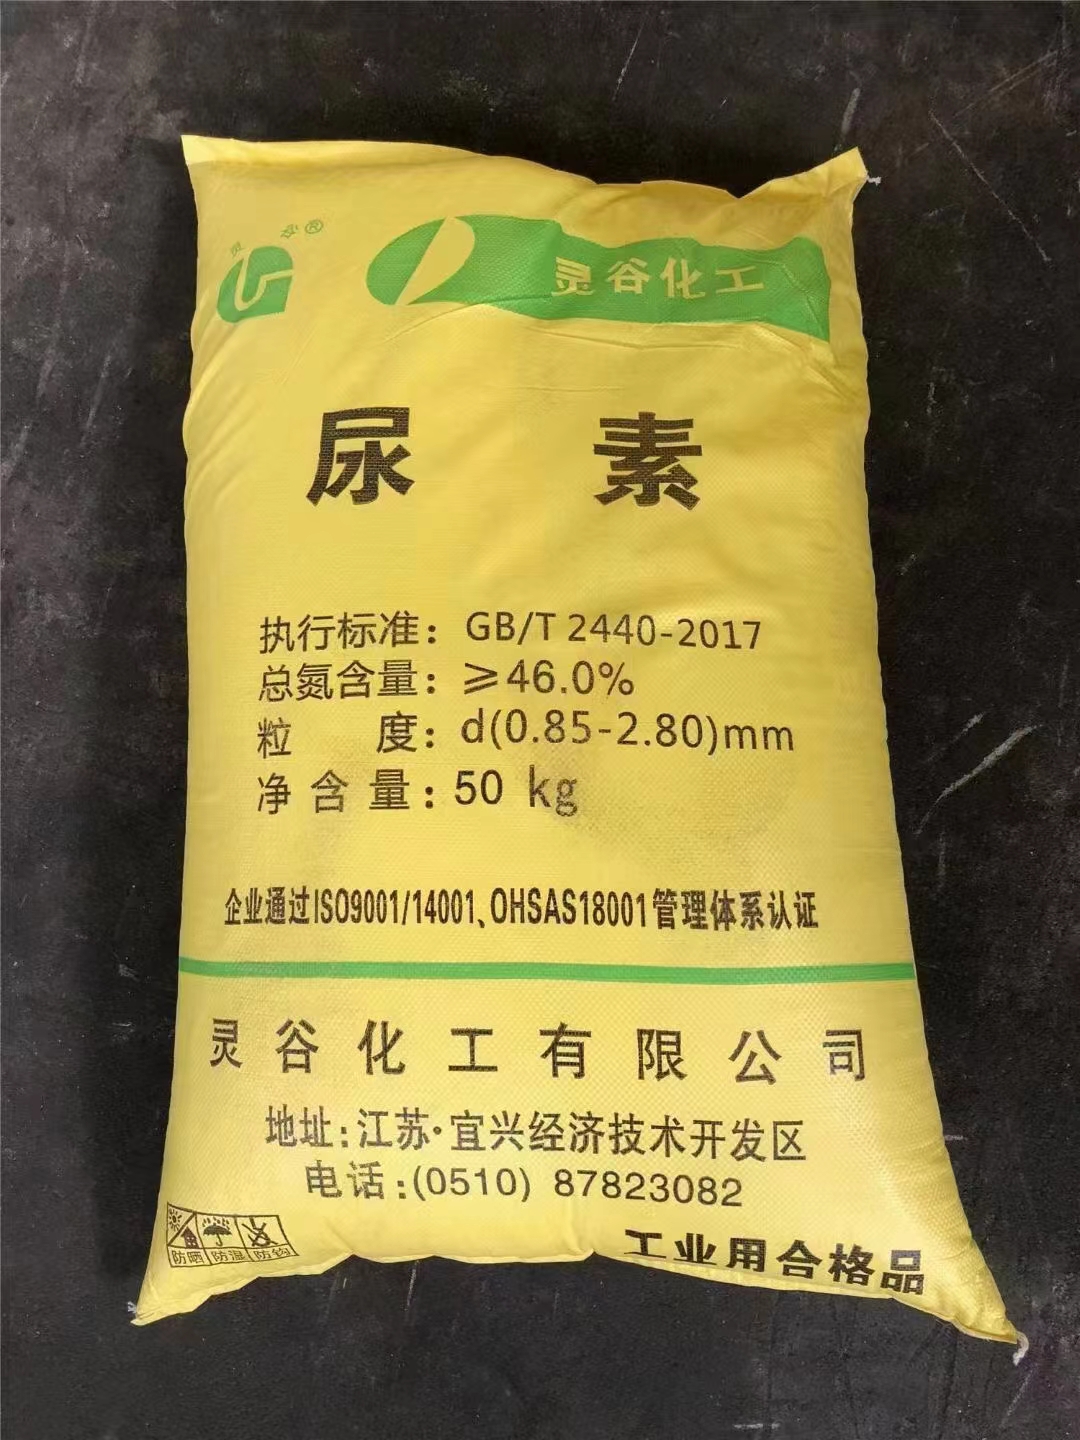 灵谷®
灵谷化工
尿素
执行标准：GB/T 2440-2017
总氮含量：≥46.0%
粒度：d(0.85-2.80)mm
净含量：50 kg
企业通过ISO9001/14001、OHSAS18001管理体系认证
灵谷化工有限公司
地址：江苏·宜兴经济技术开发区
电话：(0510) 87823082
防晒 防湿 防钩
工业用合格品